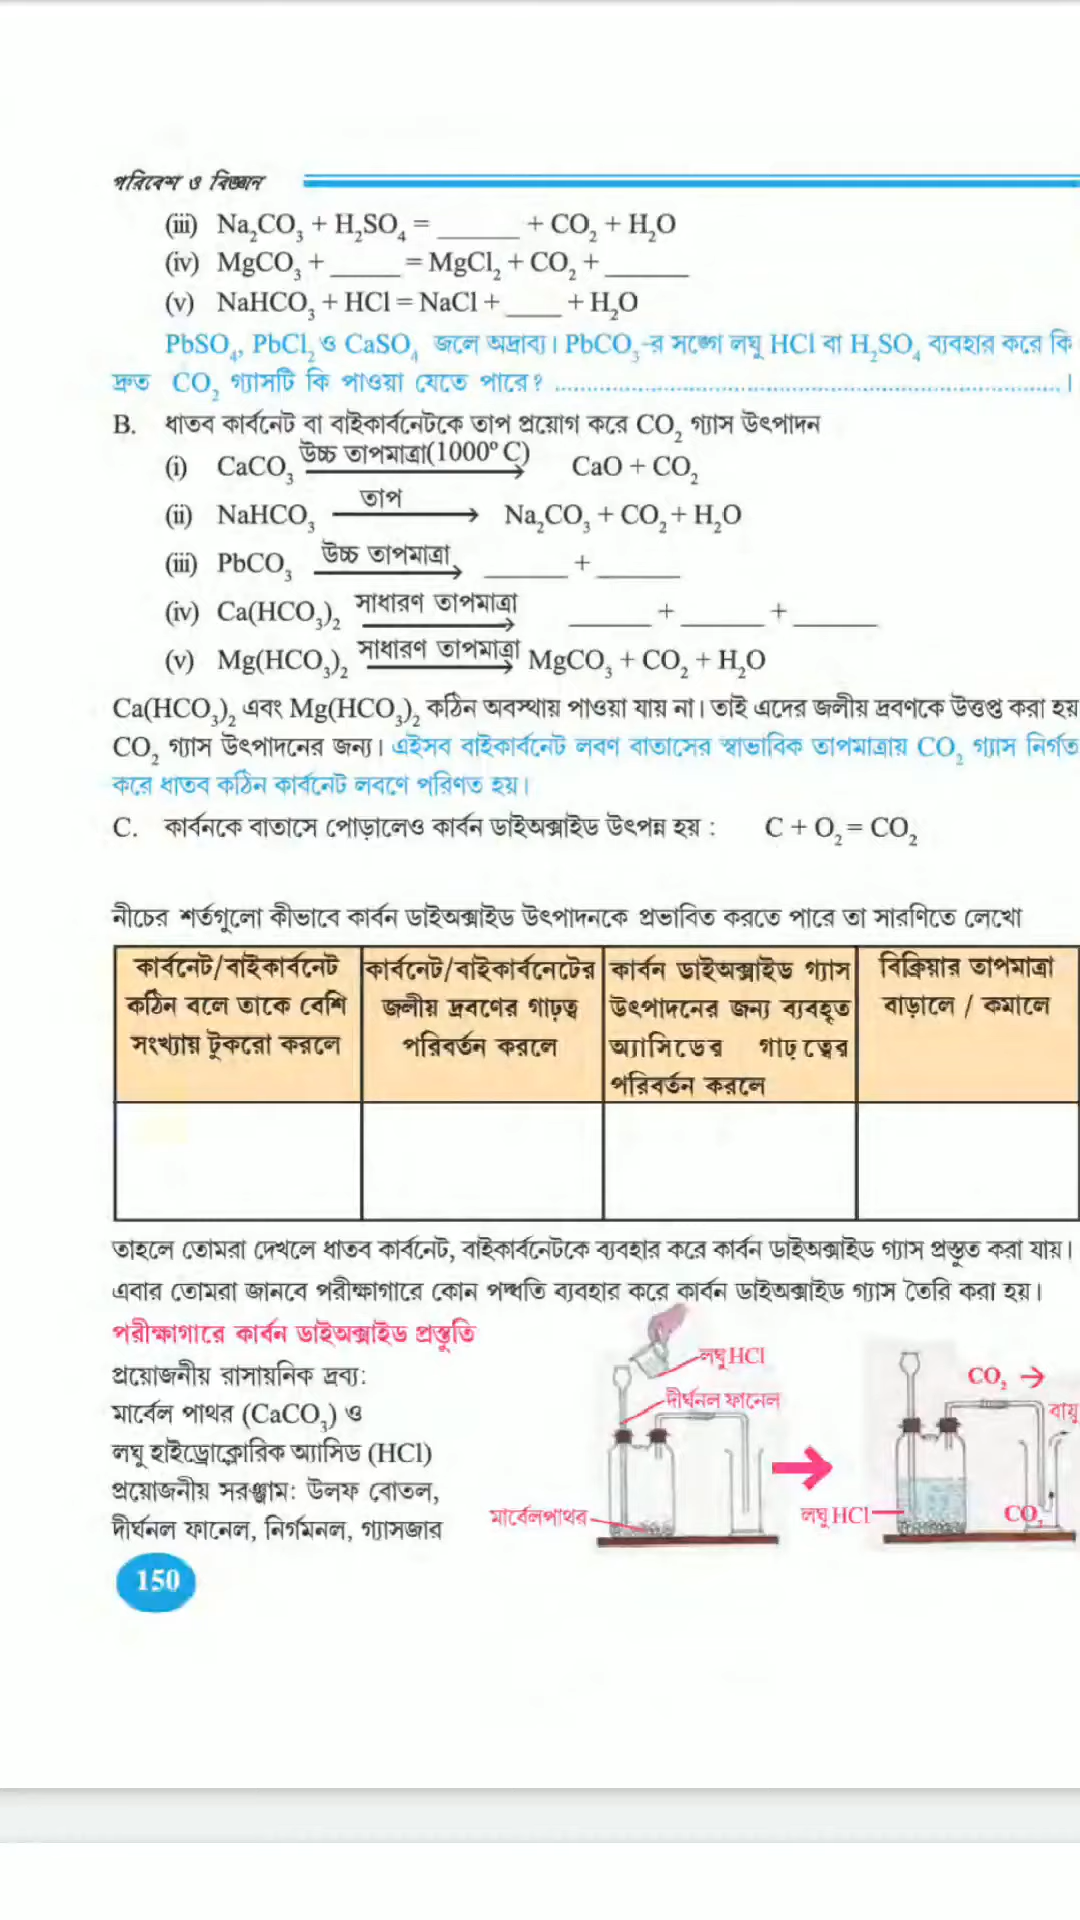 পরিবেশ ও বিজ্ঞান
(iii) Na₂CO₃ + H₂SO₄ = ______ + CO₂ + H₂O
(iv) MgCO₃ + _____ = MgCl₂ + CO₂ + ______
(v) NaHCO₃ + HCl = NaCl + ____ + H₂O
PbSO₄, PbCl₂ ও CaSO₄ জলে অদ্রাব্য। PbCO₃-র সঙ্গে লঘু HCl বা H₂SO₄ ব্যবহার করে কি
দ্রুত CO₂ গ্যাসটি কি পাওয়া যেতে পারে? ......................................................................................।
B. ধাতব কার্বনেট বা বাইকার্বনেটকে তাপ প্রয়োগ করে CO₂ গ্যাস উৎপাদন
(i) CaCO₃ উচ্চ তাপমাত্রা(1000° C)→ CaO + CO₂
(ii) NaHCO₃ তাপ→ Na₂CO₃ + CO₂ + H₂O
(iii) PbCO₃ উচ্চ তাপমাত্রা→ ______ + ______
(iv) Ca(HCO₃)₂ সাধারণ তাপমাত্রা→ ______ + ______ + ______
(v) Mg(HCO₃)₂ সাধারণ তাপমাত্রা→ MgCO₃ + CO₂ + H₂O
Ca(HCO₃)₂ এবং Mg(HCO₃)₂ কঠিন অবস্থায় পাওয়া যায় না। তাই এদের জলীয় দ্রবণকে উত্তপ্ত করা হয়
CO₂ গ্যাস উৎপাদনের জন্য। এইসব বাইকার্বনেট লবণ বাতাসের স্বাভাবিক তাপমাত্রায় CO₂ গ্যাস নির্গত
করে ধাতব কঠিন কার্বনেট লবণে পরিণত হয়।
C. কার্বনকে বাতাসে পোড়ালেও কার্বন ডাইঅক্সাইড উৎপন্ন হয় : C + O₂ = CO₂
নীচের শর্তগুলো কীভাবে কার্বন ডাইঅক্সাইড উৎপাদনকে প্রভাবিত করতে পারে তা সারণিতে লেখো
কার্বনেট/বাইকার্বনেট
কঠিন বলে তাকে বেশি
সংখ্যায় টুকরো করলে
কার্বনেট/বাইকার্বনেটের
জলীয় দ্রবণের গাঢ়ত্ব
পরিবর্তন করলে
কার্বন ডাইঅক্সাইড গ্যাস
উৎপাদনের জন্য ব্যবহৃত
অ্যাসিডের গাঢ়ত্বের
পরিবর্তন করলে
বিক্রিয়ার তাপমাত্রা
বাড়ালে / কমালে
তাহলে তোমরা দেখলে ধাতব কার্বনেট, বাইকার্বনেটকে ব্যবহার করে কার্বন ডাইঅক্সাইড গ্যাস প্রস্তুত করা যায়।
এবার তোমরা জানবে পরীক্ষাগারে কোন পদ্ধতি ব্যবহার করে কার্বন ডাইঅক্সাইড গ্যাস তৈরি করা হয়।
পরীক্ষাগারে কার্বন ডাইঅক্সাইড প্রস্তুতি
প্রয়োজনীয় রাসায়নিক দ্রব্য:
মার্বেল পাথর (CaCO₃) ও
লঘু হাইড্রোক্লোরিক অ্যাসিড (HCl)
প্রয়োজনীয় সরঞ্জাম: উলফ বোতল,
দীর্ঘনল ফানেল, নির্গমনল, গ্যাসজার
লঘু HCl
দীর্ঘনল ফানেল
মার্বেলপাথর
CO₂ →
বায়ু
লঘু HCl
CO₂
150